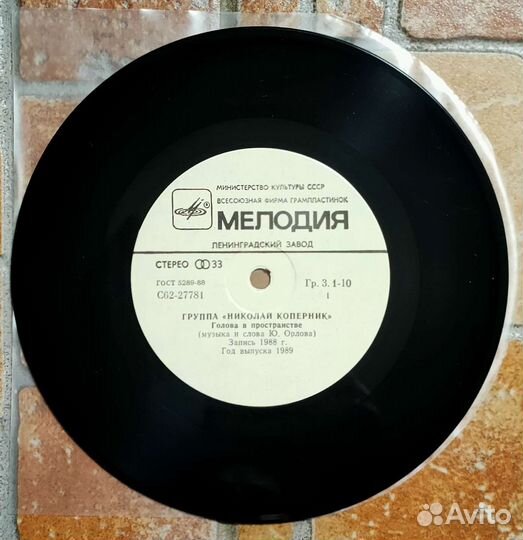 МИНИСТЕРСТВО КУЛЬТУРЫ СССР
ВСЕСОЮЗНАЯ ФИРМА ГРАМПЛАСТИНОК
МЕЛОДИЯ
ЛЕНИНГРАДСКИЙ ЗАВОД
СТЕРЕО 33
ГОСТ 5289-88
С62-27781
Гр. 3. 1-10
1
ГРУППА «НИКОЛАЙ КОПЕРНИК»
Голова в пространстве
(музыка и слова Ю. Орлова)
Запись 1988 г.
Год выпуска 1989
Avito